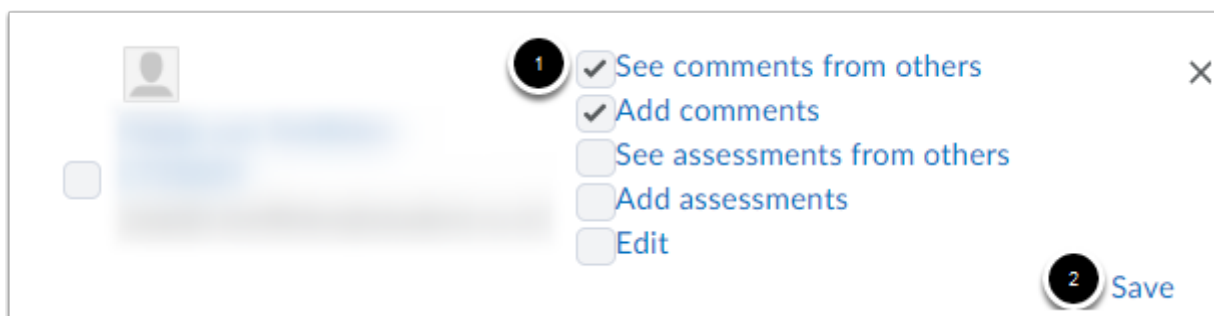 1
See comments from others
Add comments
See assessments from others
Add assessments
Edit
2
Save